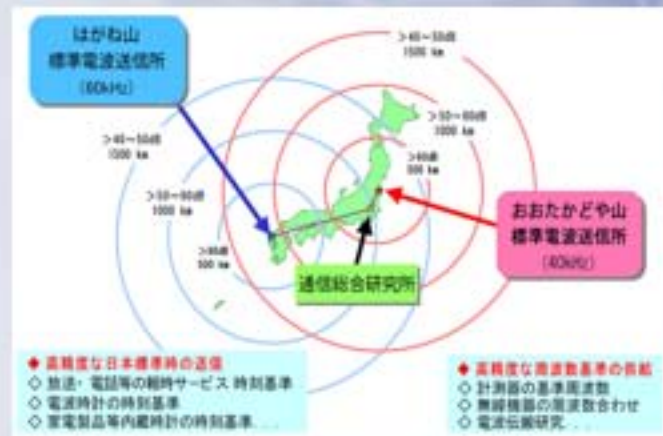 はがね山
標準電波送信所
(60kHz)
>40~50dB
1500 km
>50~60dB
1000 km
>60dB
500 km
>40~50dB
1500 km
>50~60dB
1000 km
>60dB
500 km
おおたかどや山
標準電波送信所
(40kHz)
通信総合研究所
◆ 高精度な日本標準時の送信
◇ 放送・電話等の報時サービス 時刻基準
◇ 電波時計の時刻基準
◇ 家電製品等内蔵時計の時刻基準...
◆ 高精度な周波数基準の供給
◇ 計測器の基準周波数
◇ 無線機器の周波数合わせ
◇ 電波伝搬研究...